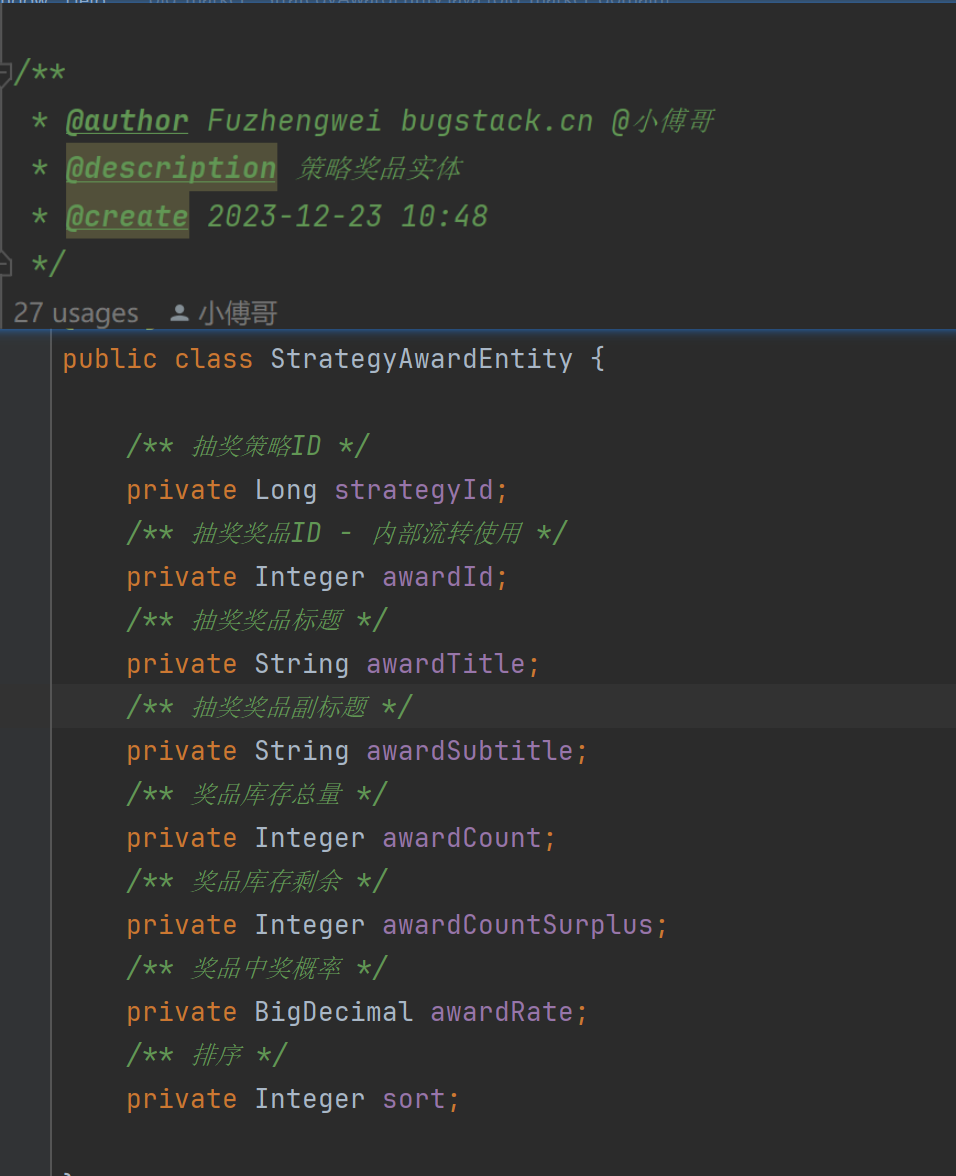 /**
* @author Fuzhengwei bugstack.cn @小傅哥
* @description 策略奖品实体
* @create 2023-12-23 10:48
*/
27 usages 小傅哥
public class StrategyAwardEntity {
/** 抽奖策略ID */
private Long strategyId;
/** 抽奖奖品ID - 内部流转使用 */
private Integer awardId;
/** 抽奖奖品标题 */
private String awardTitle;
/** 抽奖奖品副标题 */
private String awardSubtitle;
/** 奖品库存总量 */
private Integer awardCount;
/** 奖品库存剩余 */
private Integer awardCountSurplus;
/** 奖品中奖概率 */
private BigDecimal awardRate;
/** 排序 */
private Integer sort;